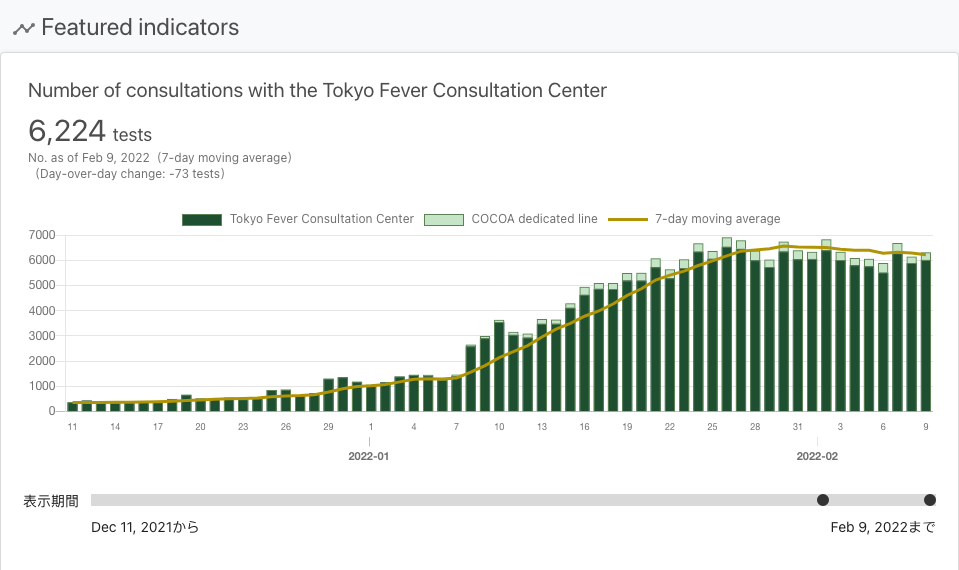 Featured indicators
Number of consultations with the Tokyo Fever Consultation Center
6,224 tests
No. as of Feb 9, 2022 (7-day moving average)
(Day-over-day change: -73 tests)
Tokyo Fever Consultation Center COCOA dedicated line 7-day moving average
7000
6000
5000
4000
3000
2000
1000
0
11 14 17 20 23 26 29 1 4 7 10 13 16 19 22 25 28 31 3 6 9
2022-01 2022-02
表示期間
Dec 11, 2021から Feb 9, 2022まで